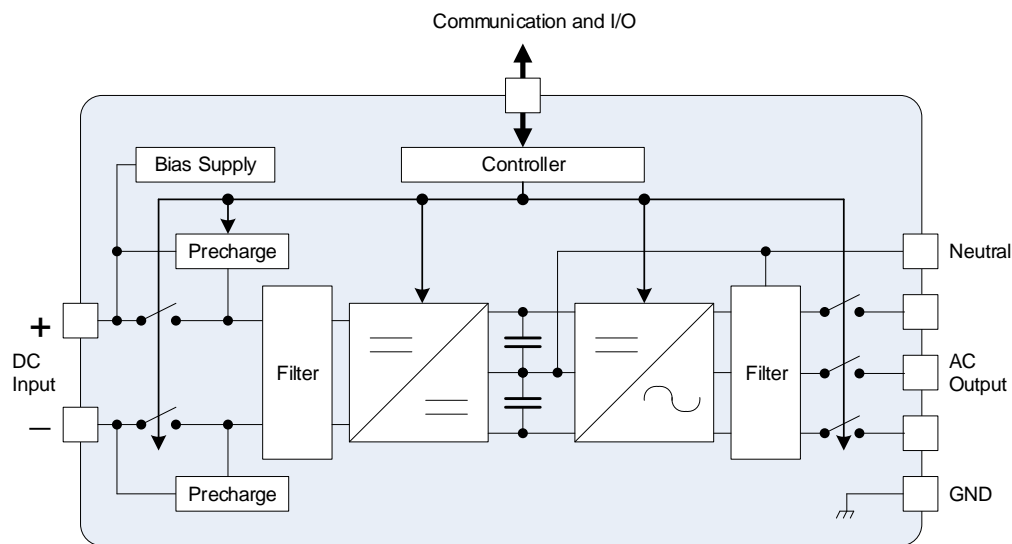 Communication and I/O
Bias Supply
Controller
Precharge
Neutral
+
DC
Input
–
Filter
Filter
AC
Output
Precharge
GND